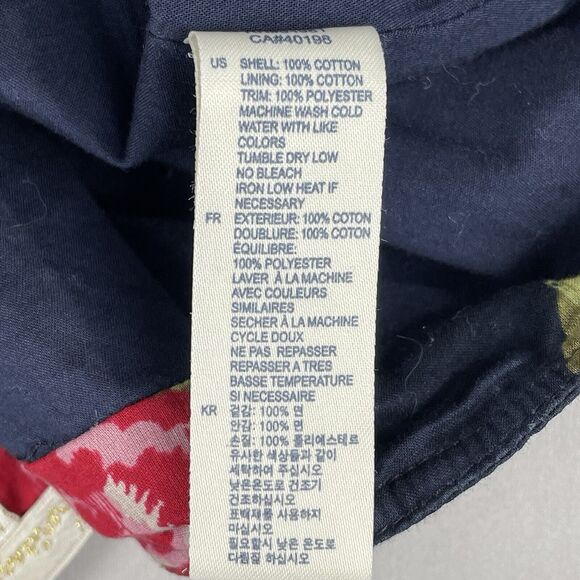 CA#40198
US SHELL: 100% COTTON
LINING: 100% COTTON
TRIM: 100% POLYESTER
MACHINE WASH COLD
WATER WITH LIKE
COLORS
TUMBLE DRY LOW
NO BLEACH
IRON LOW HEAT IF
NECESSARY
FR EXTERIEUR: 100% COTON
DOUBLURE: 100% COTON
ÉQUILIBRE:
100% POLYESTER
LAVER À LA MACHINE
AVEC COULEURS
SIMILAIRES
SECHER À LA MACHINE
CYCLE DOUX
NE PAS REPASSER
REPASSER A TRES
BASSE TEMPERATURE
SI NECESSAIRE
KR 겉감: 100% 면
안감: 100% 면
손질: 100% 폴리에스테르
유사한 색상들과 같이
세탁하여 주십시오
낮은온도로 건조기
건조하십시오
표백제를 사용하지
마십시오
필요할시 낮은 온도로
다림질 하십시오